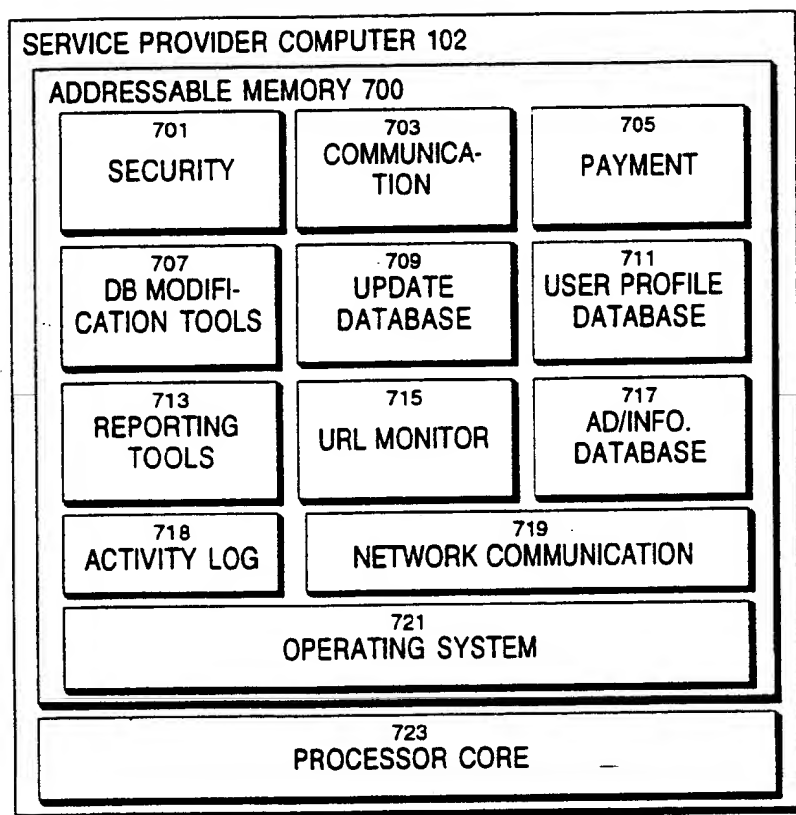 SERVICE PROVIDER COMPUTER 102
ADDRESSABLE MEMORY 700
701
SECURITY
703
COMMUNICA-
TION
705
PAYMENT
707
DB MODIFI-
CATION TOOLS
709
UPDATE
DATABASE
711
USER PROFILE
DATABASE
713
REPORTING
TOOLS
715
URL MONITOR
717
AD/INFO.
DATABASE
718
ACTIVITY LOG
719
NETWORK COMMUNICATION
721
OPERATING SYSTEM
723
PROCESSOR CORE